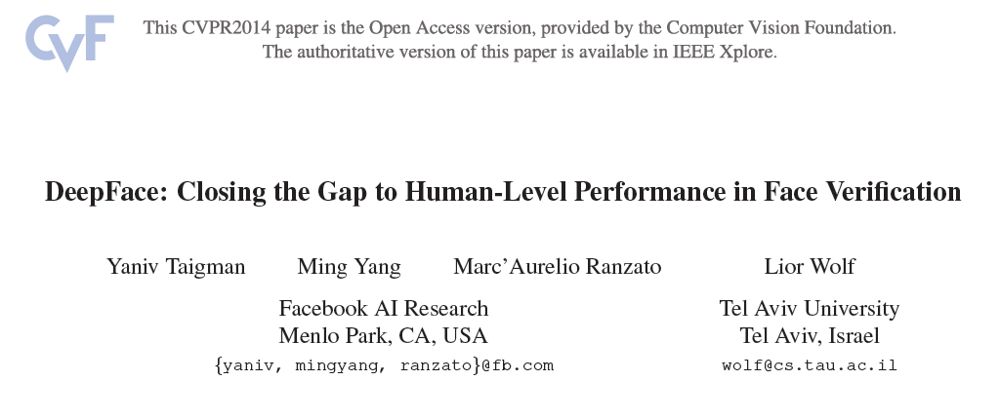 CVF
This CVPR2014 paper is the Open Access version, provided by the Computer Vision Foundation.
The authoritative version of this paper is available in IEEE Xplore.
DeepFace: Closing the Gap to Human-Level Performance in Face Verification
Yaniv Taigman Ming Yang Marc'Aurelio Ranzato Lior Wolf
Facebook AI Research Tel Aviv University
Menlo Park, CA, USA Tel Aviv, Israel
{yaniv, mingyang, ranzato}@fb.com wolf@cs.tau.ac.il